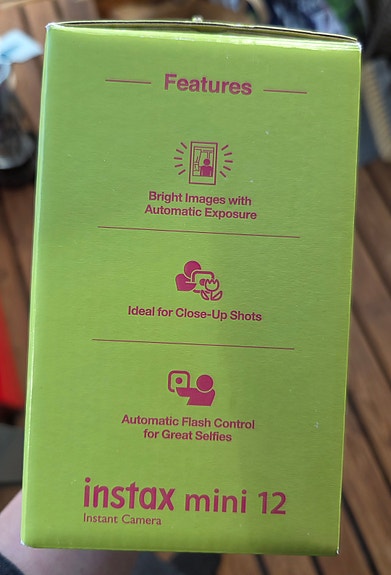 Features
Bright Images with
Automatic Exposure
Ideal for Close-Up Shots
Automatic Flash Control
for Great Selfies
instax mini 12
Instant Camera